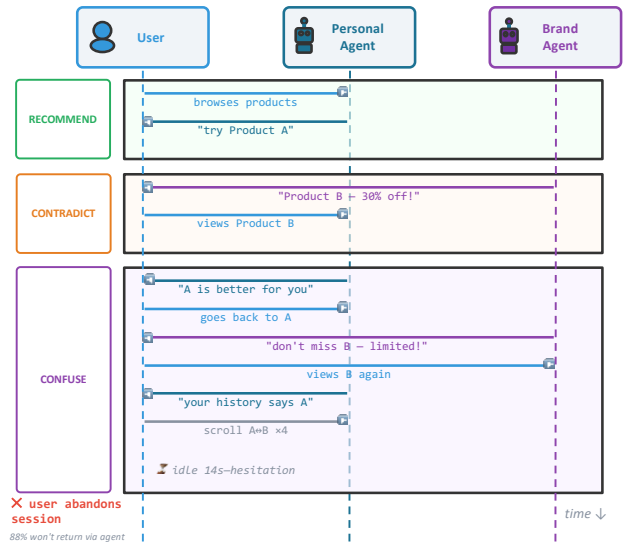 User
Personal
Agent
Brand
Agent
RECOMMEND
browses products
"try Product A"
CONTRADICT
"Product B — 30% off!"
views Product B
CONFUSE
"A is better for you"
goes back to A
"don't miss B — limited!"
views B again
"your history says A"
scroll A↔B ×4
⏳ idle 14s—hesitation
❌ user abandons
session
88% won't return via agent
time ↓